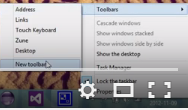 Address
Links
Touch Keyboard
Zune
Desktop
New toolbar
Toolbars
Cascade windows
Show windows stacked
Show windows side by side
Show the desktop
Task Manager
Lock the taskbar